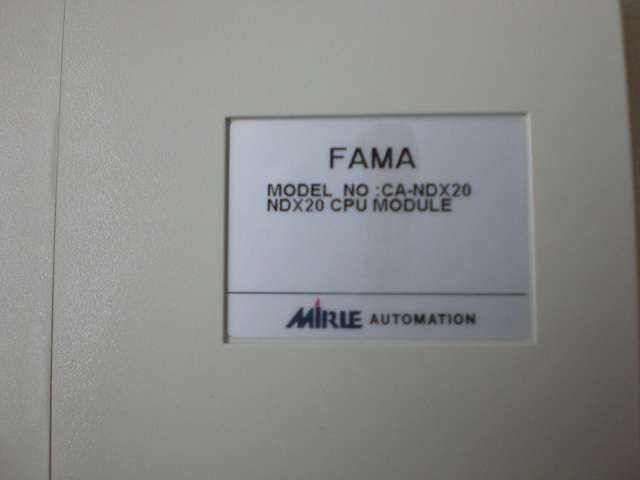 FAMA
MODEL NO :CA-NDX20
NDX20 CPU MODULE
MIRLE AUTOMATION